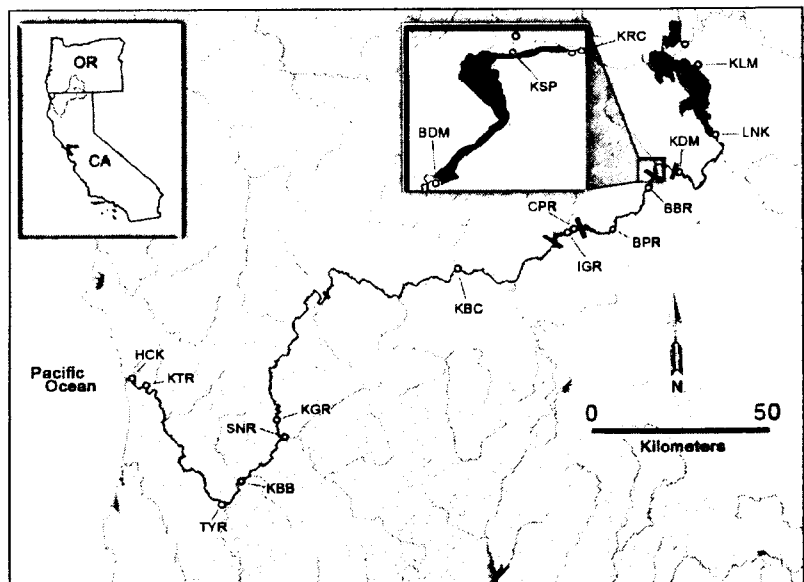 OR
CA
KRC
KSP
BDM
KLM
LNK
KDM
BBR
CPR
BPR
IGR
KBC
HCK
Pacific
Ocean
KTR
KGR
SNR
KBB
TYR
N
0 50
Kilometers